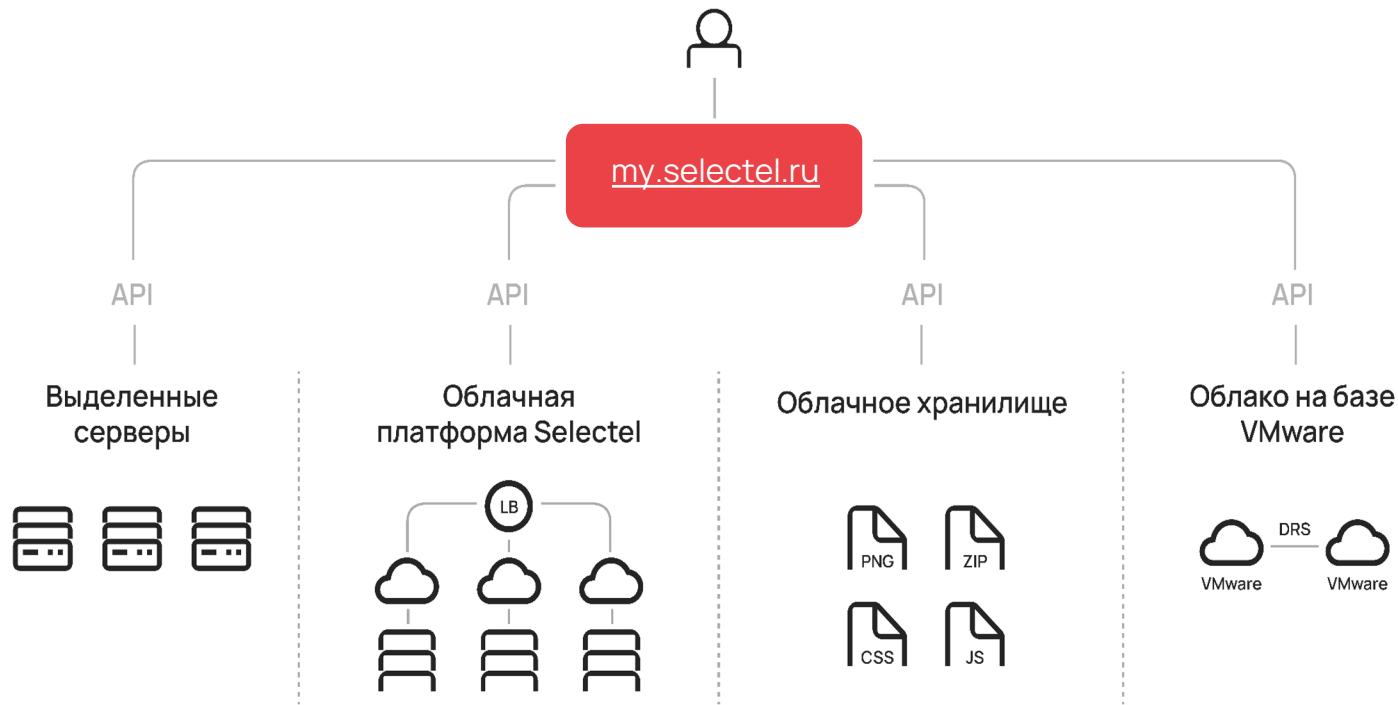 my.selectel.ru
API
API
API
API
Выделенные
серверы
Облачная
платформа Selectel
Облачное хранилище
Облако на базе
VMware
LB
PNG
ZIP
CSS
JS
DRS
VMware
VMware